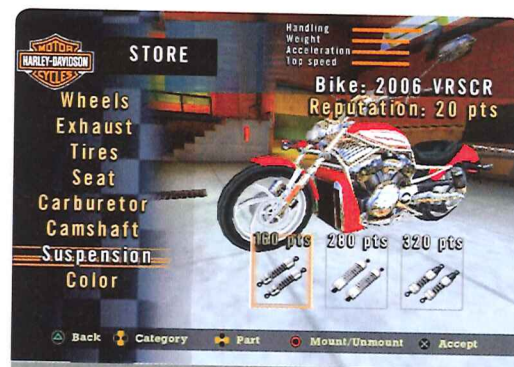 Handling
Weight
Acceleration
Top speed
MOTOR
HARLEY-DAVIDSON
CYCLES
STORE
Bike: 2006 VRSCR
Reputation: 20 pts
Wheels
Exhaust
Tires
Seat
Carburetor
Camshaft
Suspension
Color
160 pts 280 pts 320 pts
Back Category Part Mount/Unmount Accept